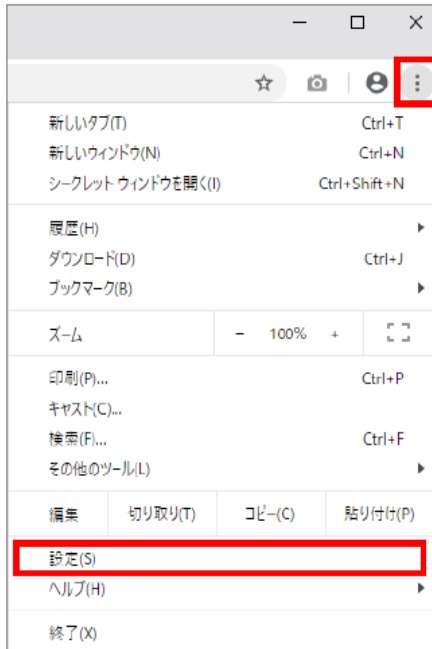 新しいタブ(T) Ctrl+T
新しいウィンドウ(N) Ctrl+N
シークレット ウィンドウを開く(I) Ctrl+Shift+N
履歴(H)
ダウンロード(D) Ctrl+J
ブックマーク(B)
ズーム - 100% +
印刷(P)... Ctrl+P
キャスト(C)...
検索(F)... Ctrl+F
その他のツール(L)
編集 切り取り(T) コピー(C) 貼り付け(P)
設定(S)
ヘルプ(H)
終了(X)